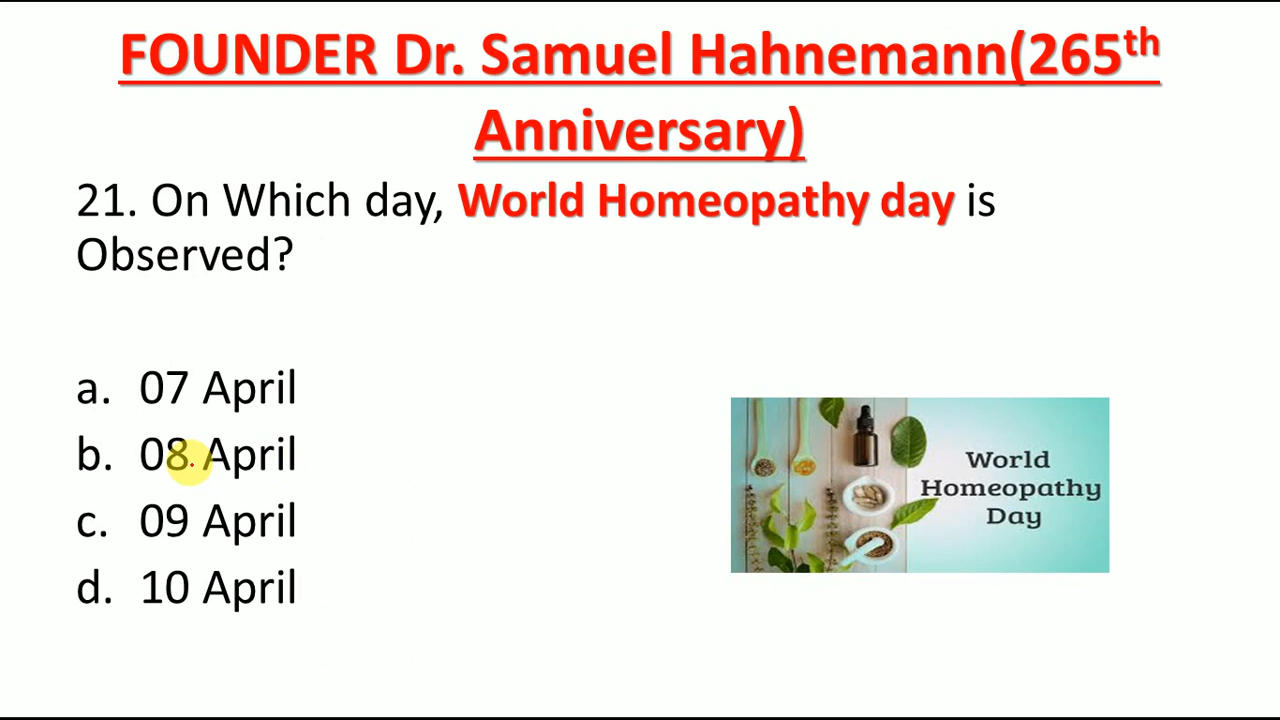 FOUNDER Dr. Samuel Hahnemann(265th
Anniversary)
21. On Which day, World Homeopathy day is
Observed?
a. 07 April
b. 08 April
c. 09 April
d. 10 April
World
Homeopathy
Day